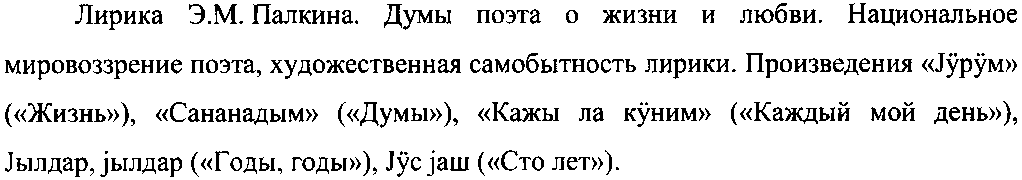 Лирика Э.М. Палкина. Думы поэта о жизни и любви. Национальное
мировоззрение поэта, художественная самобытность лирики. Произведения «Јӱрӱм»
(«Жизнь»), «Сананадым» («Думы»), «Кажы ла кӱним» («Каждый мой день»),
Јылдар, јылдар («Годы, годы»), Јӱс јаш («Сто лет»).